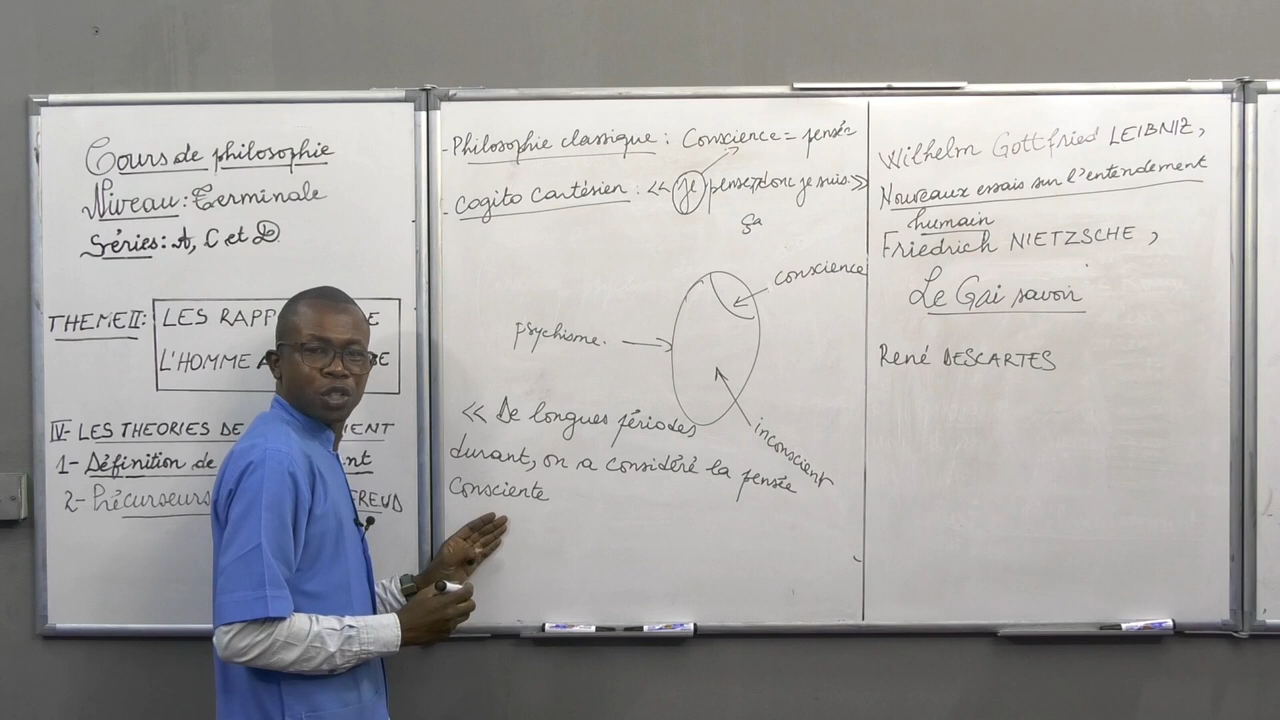 Cours de philosophie
Niveau : Terminale
Séries : A, C et D
THEME II :
LES RAPP E
L'HOMME A BE
IV- LES THEORIES DE IENT
1- Définition de nt
2- Précurseurs FREUD
- Philosophie classique : Conscience = pensée
- Cogito Cartésien : << je pense, donc je suis. >>
ça
conscience
psychisme.
inconscient
<< De longues périodes
durant, on a considéré la pensée
consciente
Wilhelm Gottfried LEIBNIZ,
Nouveaux essais sur l'entendement
humain
Friedrich NIETZSCHE,
Le Gai savoir
René DESCARTES